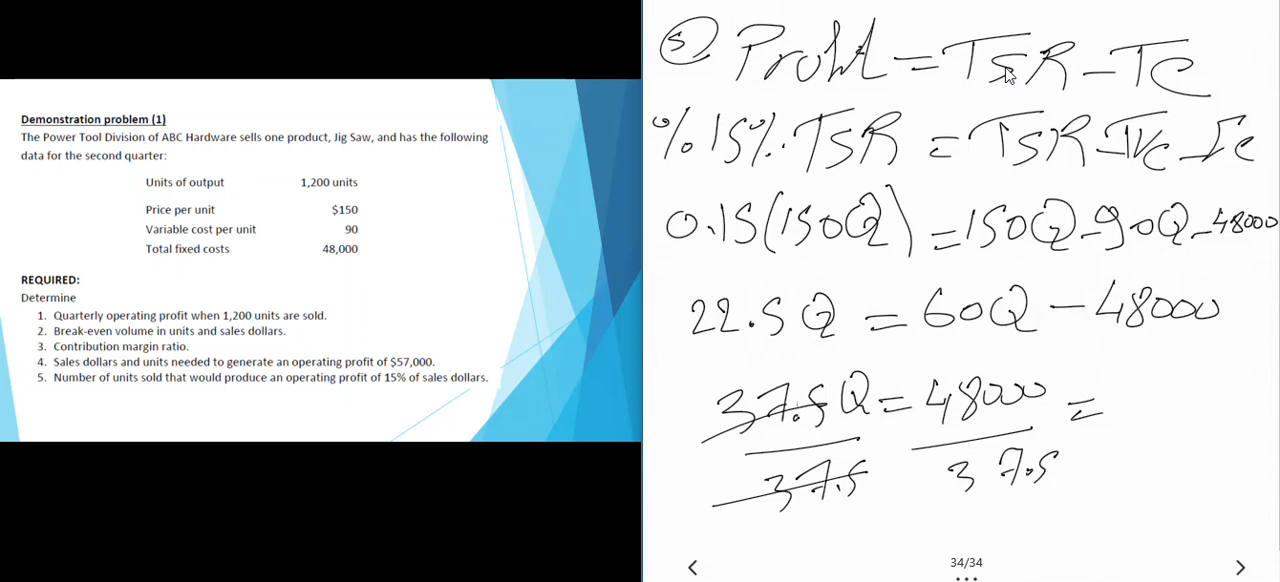 Demonstration problem (1)
The Power Tool Division of ABC Hardware sells one product, Jig Saw, and has the following
data for the second quarter:
Units of output 1,200 units
Price per unit $150
Variable cost per unit 90
Total fixed costs 48,000
REQUIRED:
Determine
1. Quarterly operating profit when 1,200 units are sold.
2. Break-even volume in units and sales dollars.
3. Contribution margin ratio.
4. Sales dollars and units needed to generate an operating profit of $57,000.
5. Number of units sold that would produce an operating profit of 15% of sales dollars.
5 Profit = TSR - TC
% 15%. TSR = TSR - TVC - FC
0.15(150Q) = 150Q - 90Q - 48000
22.5Q = 60Q - 48000
37.5Q = 48000 =
37.5 37.5
34/34